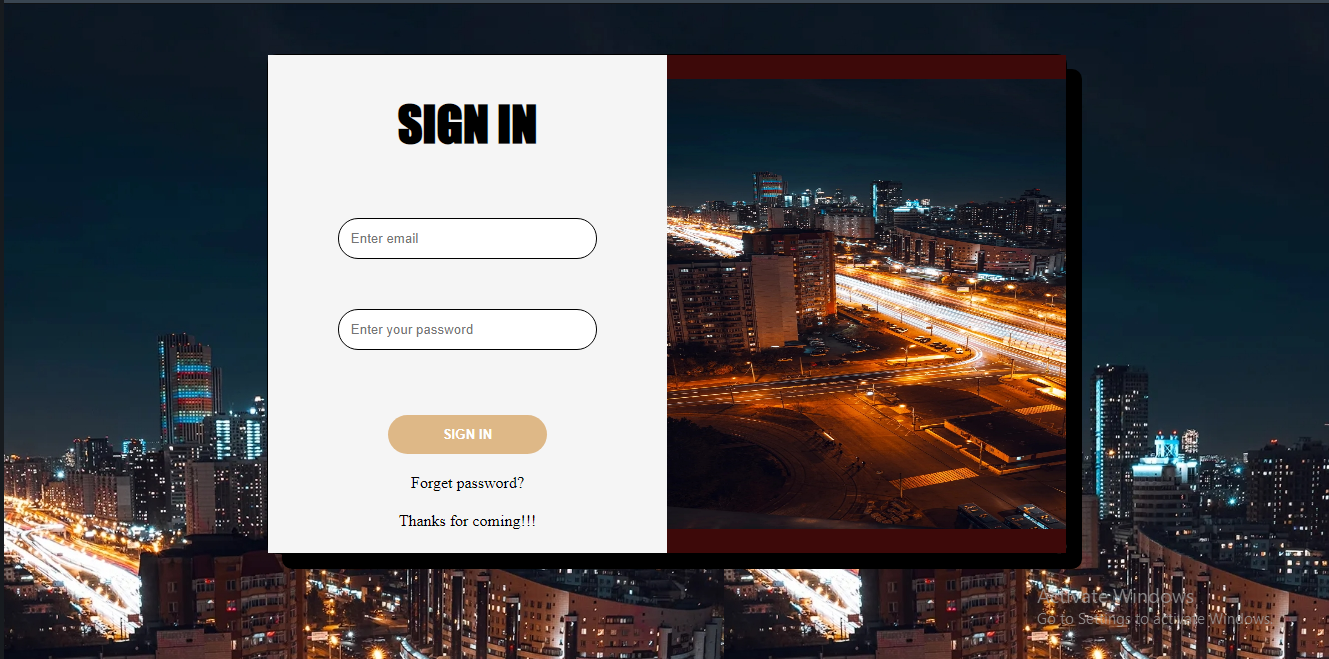 SIGN IN
Enter email
Enter your password
SIGN IN
Forget password?
Thanks for coming!!!
Activate Windows
Go to Settings to activate Windows.